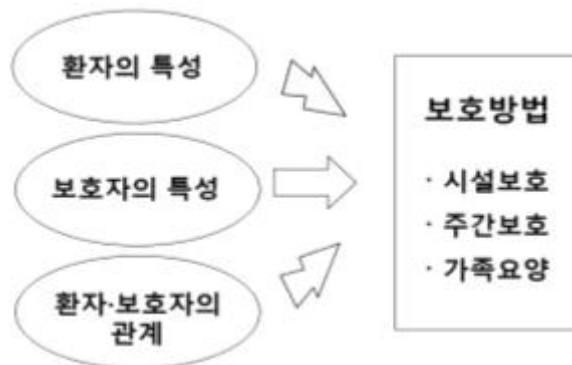 환자의 특성
보호자의 특성
환자·보호자의
관계
보호방법
· 시설보호
· 주간보호
· 가족요양